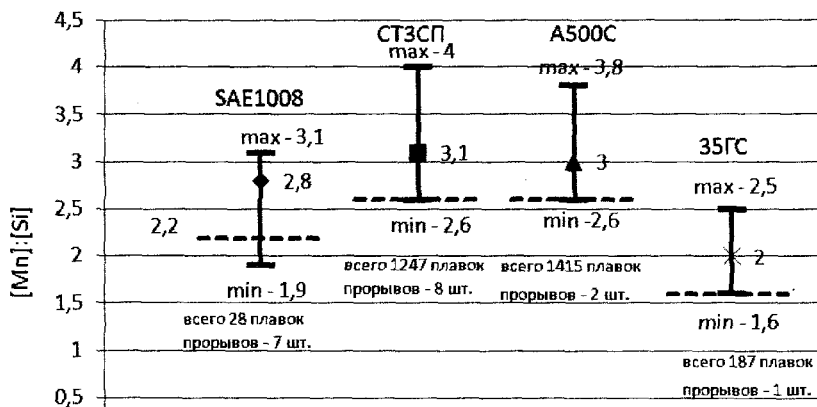 4,5
4
3,5
3
2,5
2
1,5
1
0,5
[Mn]:[Si]
SAE1008
max - 3,1
2,8
2,2
min - 1,9
всего 28 плавок
прорывов - 7 шт.
СТ3СП
max - 4
3,1
min - 2,6
всего 1247 плавок
прорывов - 8 шт.
А500С
max - 3,8
3
min - 2,6
всего 1415 плавок
прорывов - 2 шт.
35ГС
max - 2,5
2
min - 1,6
всего 187 плавок
прорывов - 1 шт.